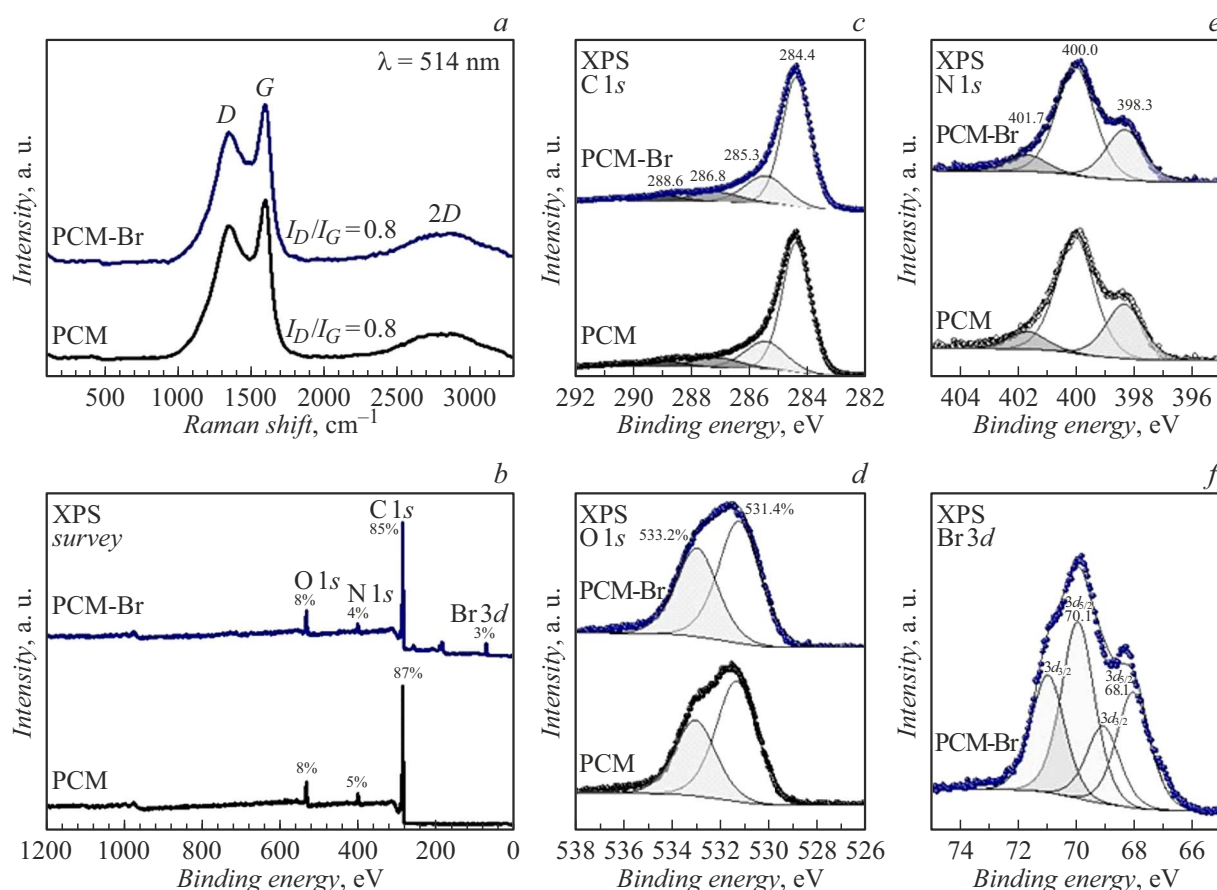 a
λ = 514 nm
D
G
2D
PCM-Br
I_D/I_G = 0.8
PCM
I_D/I_G = 0.8
Intensity, a. u.
500 1000 1500 2000 2500 3000
Raman shift, cm⁻¹
c
XPS
C 1s
284.4
PCM-Br
285.3
286.8
288.6
PCM
Intensity, a. u.
292 290 288 286 284 282
Binding energy, eV
e
XPS
N 1s
400.0
401.7
398.3
PCM-Br
PCM
Intensity, a. u.
404 402 400 398 396
Binding energy, eV
b
XPS
survey
C 1s
85%
O 1s
8%
N 1s
4%
Br 3d
3%
PCM-Br
87%
8%
5%
PCM
Intensity, a. u.
1200 1000 800 600 400 200 0
Binding energy, eV
d
XPS
O 1s
533.2%
531.4%
PCM-Br
PCM
Intensity, a. u.
538 536 534 532 530 528 526
Binding energy, eV
f
XPS
Br 3d
3d5/2
70.1
3d3/2
3d5/2
68.1
3d3/2
PCM-Br
Intensity, a. u.
74 72 70 68 66
Binding energy, eV